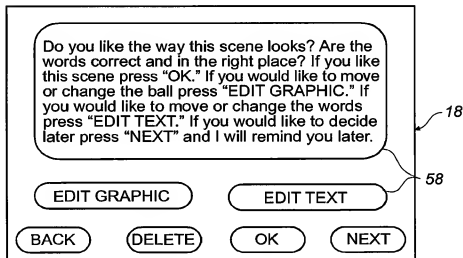 Do you like the way this scene looks? Are the
words correct and in the right place? If you like
this scene press "OK." If you would like to move
or change the ball press "EDIT GRAPHIC." If
you would like to move or change the words
press "EDIT TEXT." If you would like to decide
later press "NEXT" and I will remind you later.
18
58
EDIT GRAPHIC
EDIT TEXT
BACK
DELETE
OK
NEXT